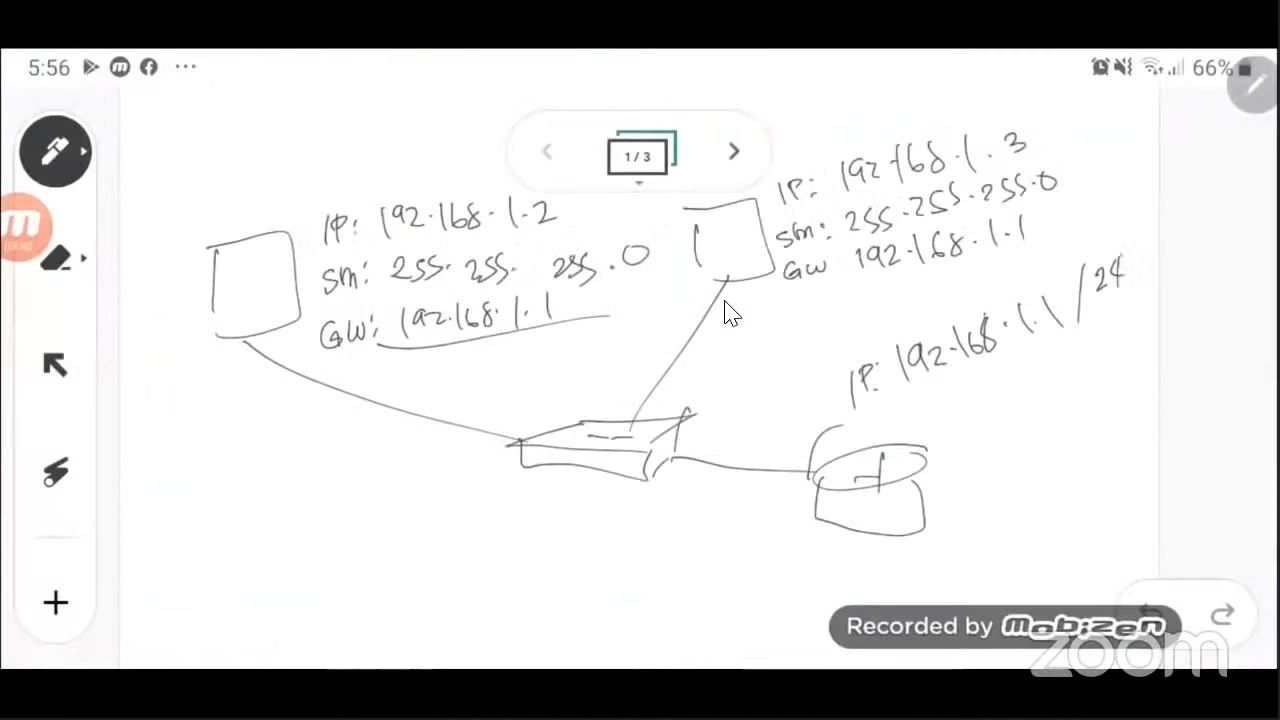 5:56
66%
1/3
IP: 192.168.1.2
SM: 255.255.255.0
GW: 192.168.1.1
IP: 192.168.1.3
SM: 255.255.255.0
GW 192.168.1.1
IP: 192.168.1.1/24
Recorded by Mobizen
zoom